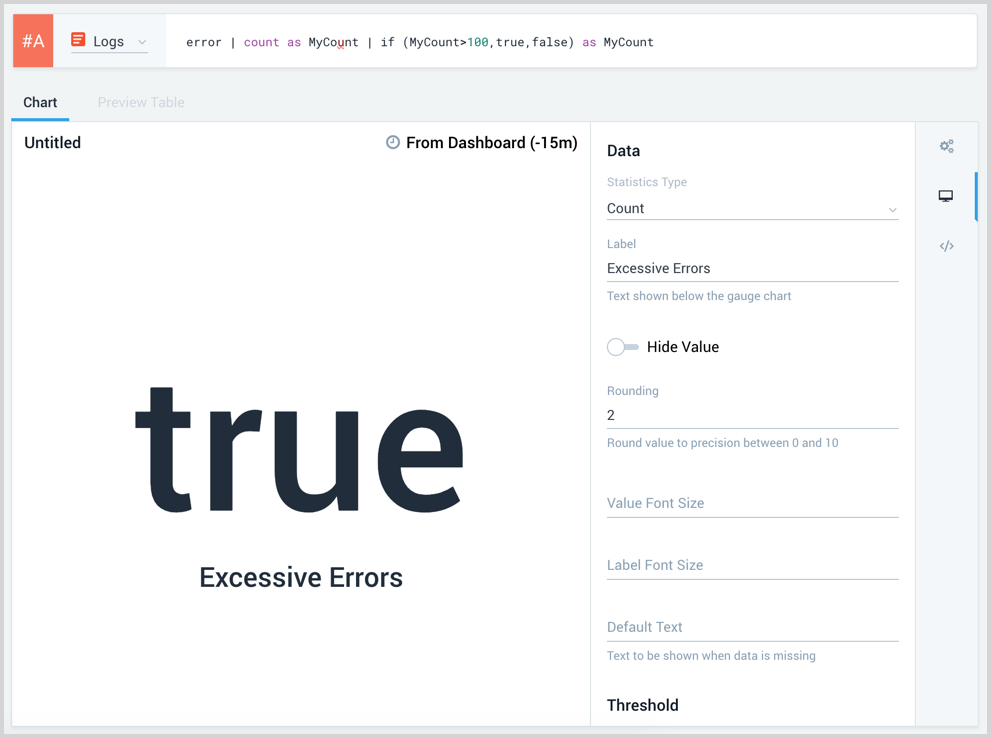 #A
Logs
error | count as MyCount | if (MyCount>100,true,false) as MyCount
Chart
Preview Table
Untitled
From Dashboard (-15m)
true
Excessive Errors
Data
Statistics Type
Count
Label
Excessive Errors
Text shown below the gauge chart
Hide Value
Rounding
2
Round value to precision between 0 and 10
Value Font Size
Label Font Size
Default Text
Text to be shown when data is missing
Threshold